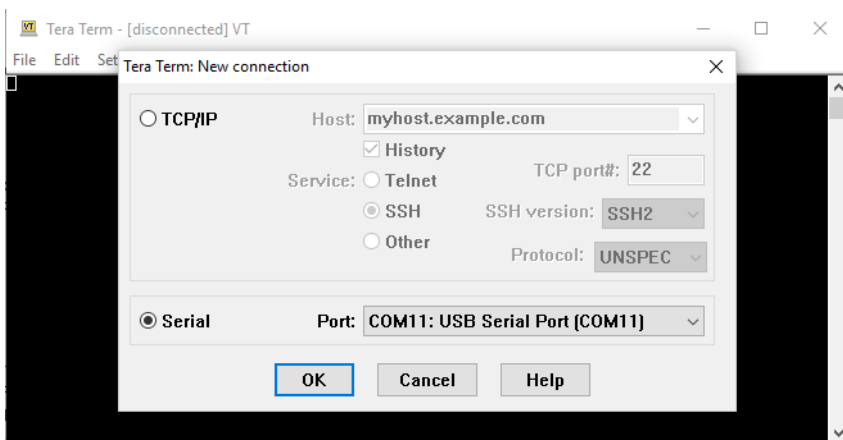 VT Tera Term - [disconnected] VT
File Edit Set
Tera Term: New connection
TCP/IP Host: myhost.example.com
History
Service: Telnet TCP port#: 22
SSH SSH version: SSH2
Other Protocol: UNSPEC
Serial Port: COM11: USB Serial Port (COM11)
OK Cancel Help